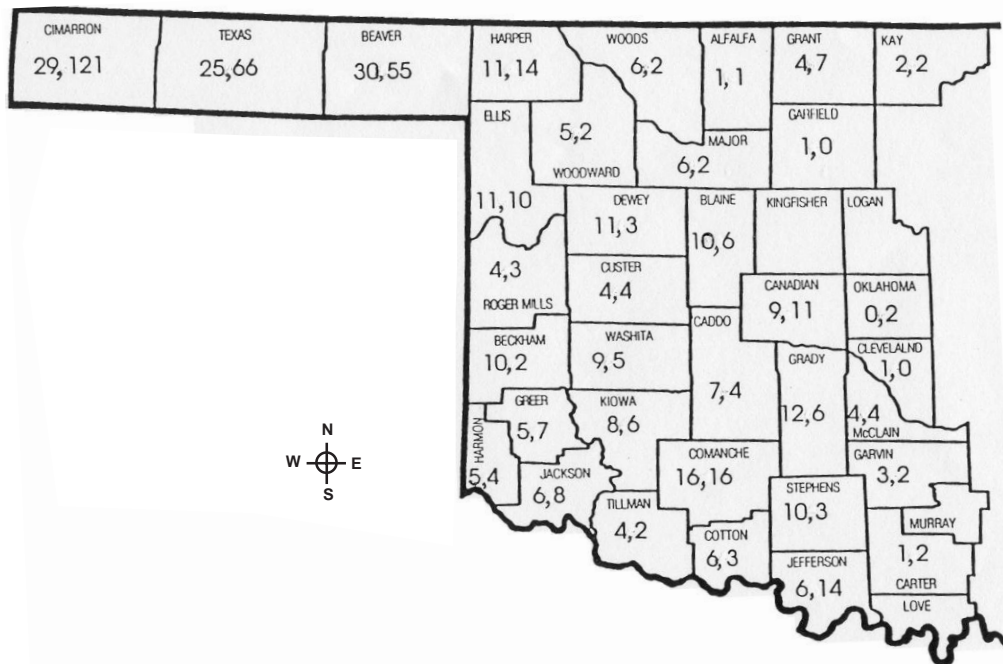 CIMARRON
29,121
TEXAS
25,66
BEAVER
30,55
HARPER
11,14
WOODS
6,2
ALFALFA
1,1
GRANT
4,7
KAY
2,2
ELLIS
11,10
5,2
WOODWARD
MAJOR
6,2
GARFIELD
1,0
DEWEY
11,3
BLAINE
10,6
KINGFISHER
LOGAN
4,3
ROGER MILLS
CUSTER
4,4
CANADIAN
9,11
OKLAHOMA
0,2
BECKHAM
10,2
WASHITA
9,5
CADDO
7,4
GRADY
12,6
CLEVELALND
1,0
4,4
McCLAIN
GREER
5,7
KIOWA
8,6
HARMON
5,4
JACKSON
6,8
COMANCHE
16,16
GARVIN
3,2
STEPHENS
10,3
TILLMAN
4,2
COTTON
6,3
MURRAY
1,2
CARTER
JEFFERSON
6,14
LOVE
N
W E
S